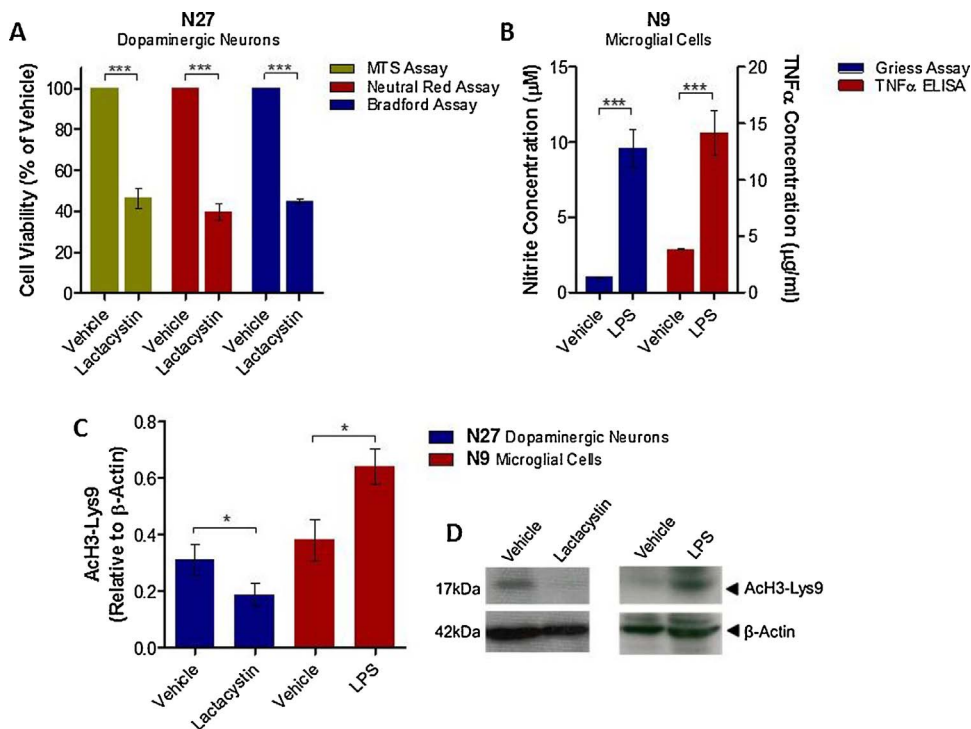 A
N27
Dopaminergic Neurons
Cell Viability (% of Vehicle)
100
80
60
40
20
0
***
***
***
Vehicle
Lactacystin
Vehicle
Lactacystin
Vehicle
Lactacystin
MTS Assay
Neutral Red Assay
Bradford Assay
B
N9
Microglial Cells
Nitrite Concentration (µM)
15
10
5
0
***
***
20
15
10
5
0
TNFα Concentration (µg/ml)
Vehicle
LPS
Vehicle
LPS
Griess Assay
TNFα ELISA
C
AcH3-Lys9
(Relative to β-Actin)
0.8
0.6
0.4
0.2
0.0
*
*
Vehicle
Lactacystin
Vehicle
LPS
N27 Dopaminergic Neurons
N9 Microglial Cells
D
Vehicle
Lactacystin
Vehicle
LPS
17kDa
AcH3-Lys9
42kDa
β-Actin